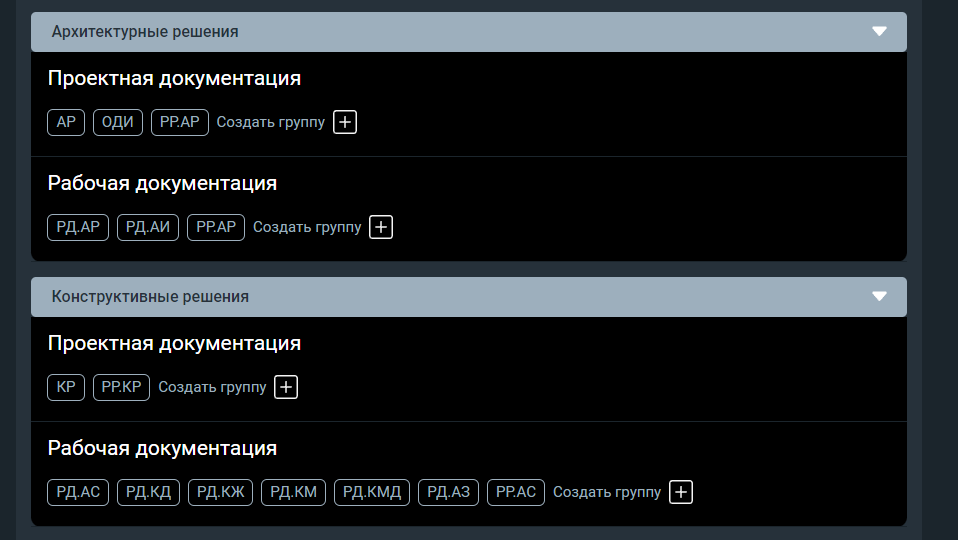 Архитектурные решения
Проектная документация
АР ОДИ РР.АР Создать группу
Рабочая документация
РД.АР РД.АИ РР.АР Создать группу
Конструктивные решения
Проектная документация
КР РР.КР Создать группу
Рабочая документация
РД.АС РД.КД РД.КЖ РД.КМ РД.КМД РД.АЗ РР.АС Создать группу